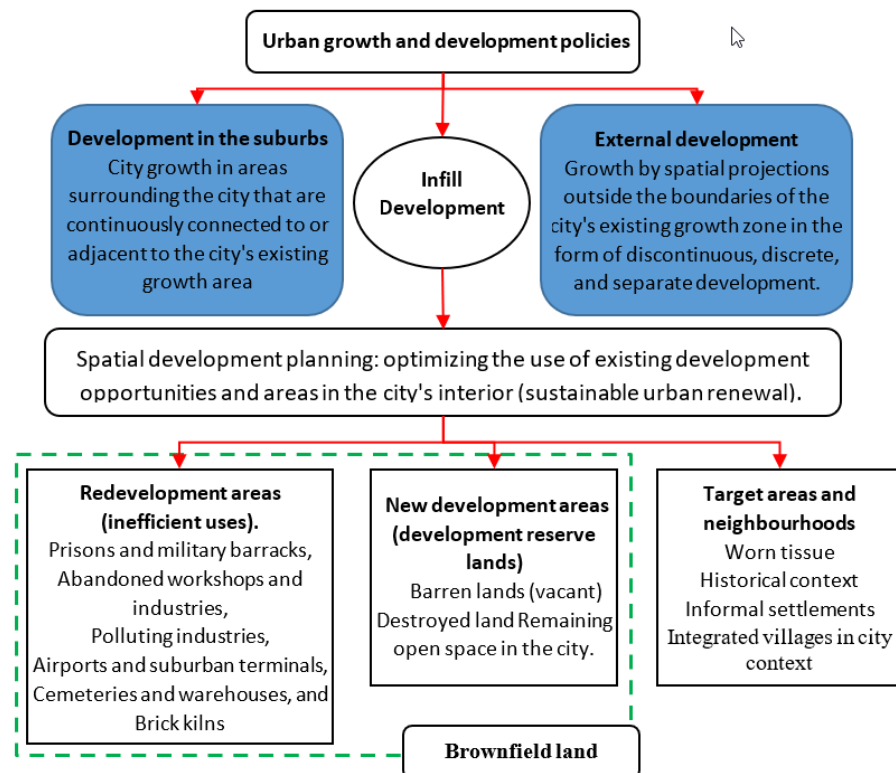 Urban growth and development policies
Development in the suburbs
City growth in areas
surrounding the city that are
continuously connected to or
adjacent to the city's existing
growth area
Infill
Development
External development
Growth by spatial projections
outside the boundaries of the
city's existing growth zone in the
form of discontinuous, discrete,
and separate development.
Spatial development planning: optimizing the use of existing development
opportunities and areas in the city's interior (sustainable urban renewal).
Redevelopment areas
(inefficient uses).
Prisons and military barracks,
Abandoned workshops and
industries,
Polluting industries,
Airports and suburban terminals,
Cemeteries and warehouses, and
Brick kilns
New development areas
(development reserve
lands)
Barren lands (vacant)
Destroyed land Remaining
open space in the city.
Target areas and
neighbourhoods
Worn tissue
Historical context
Informal settlements
Integrated villages in city
context
Brownfield land